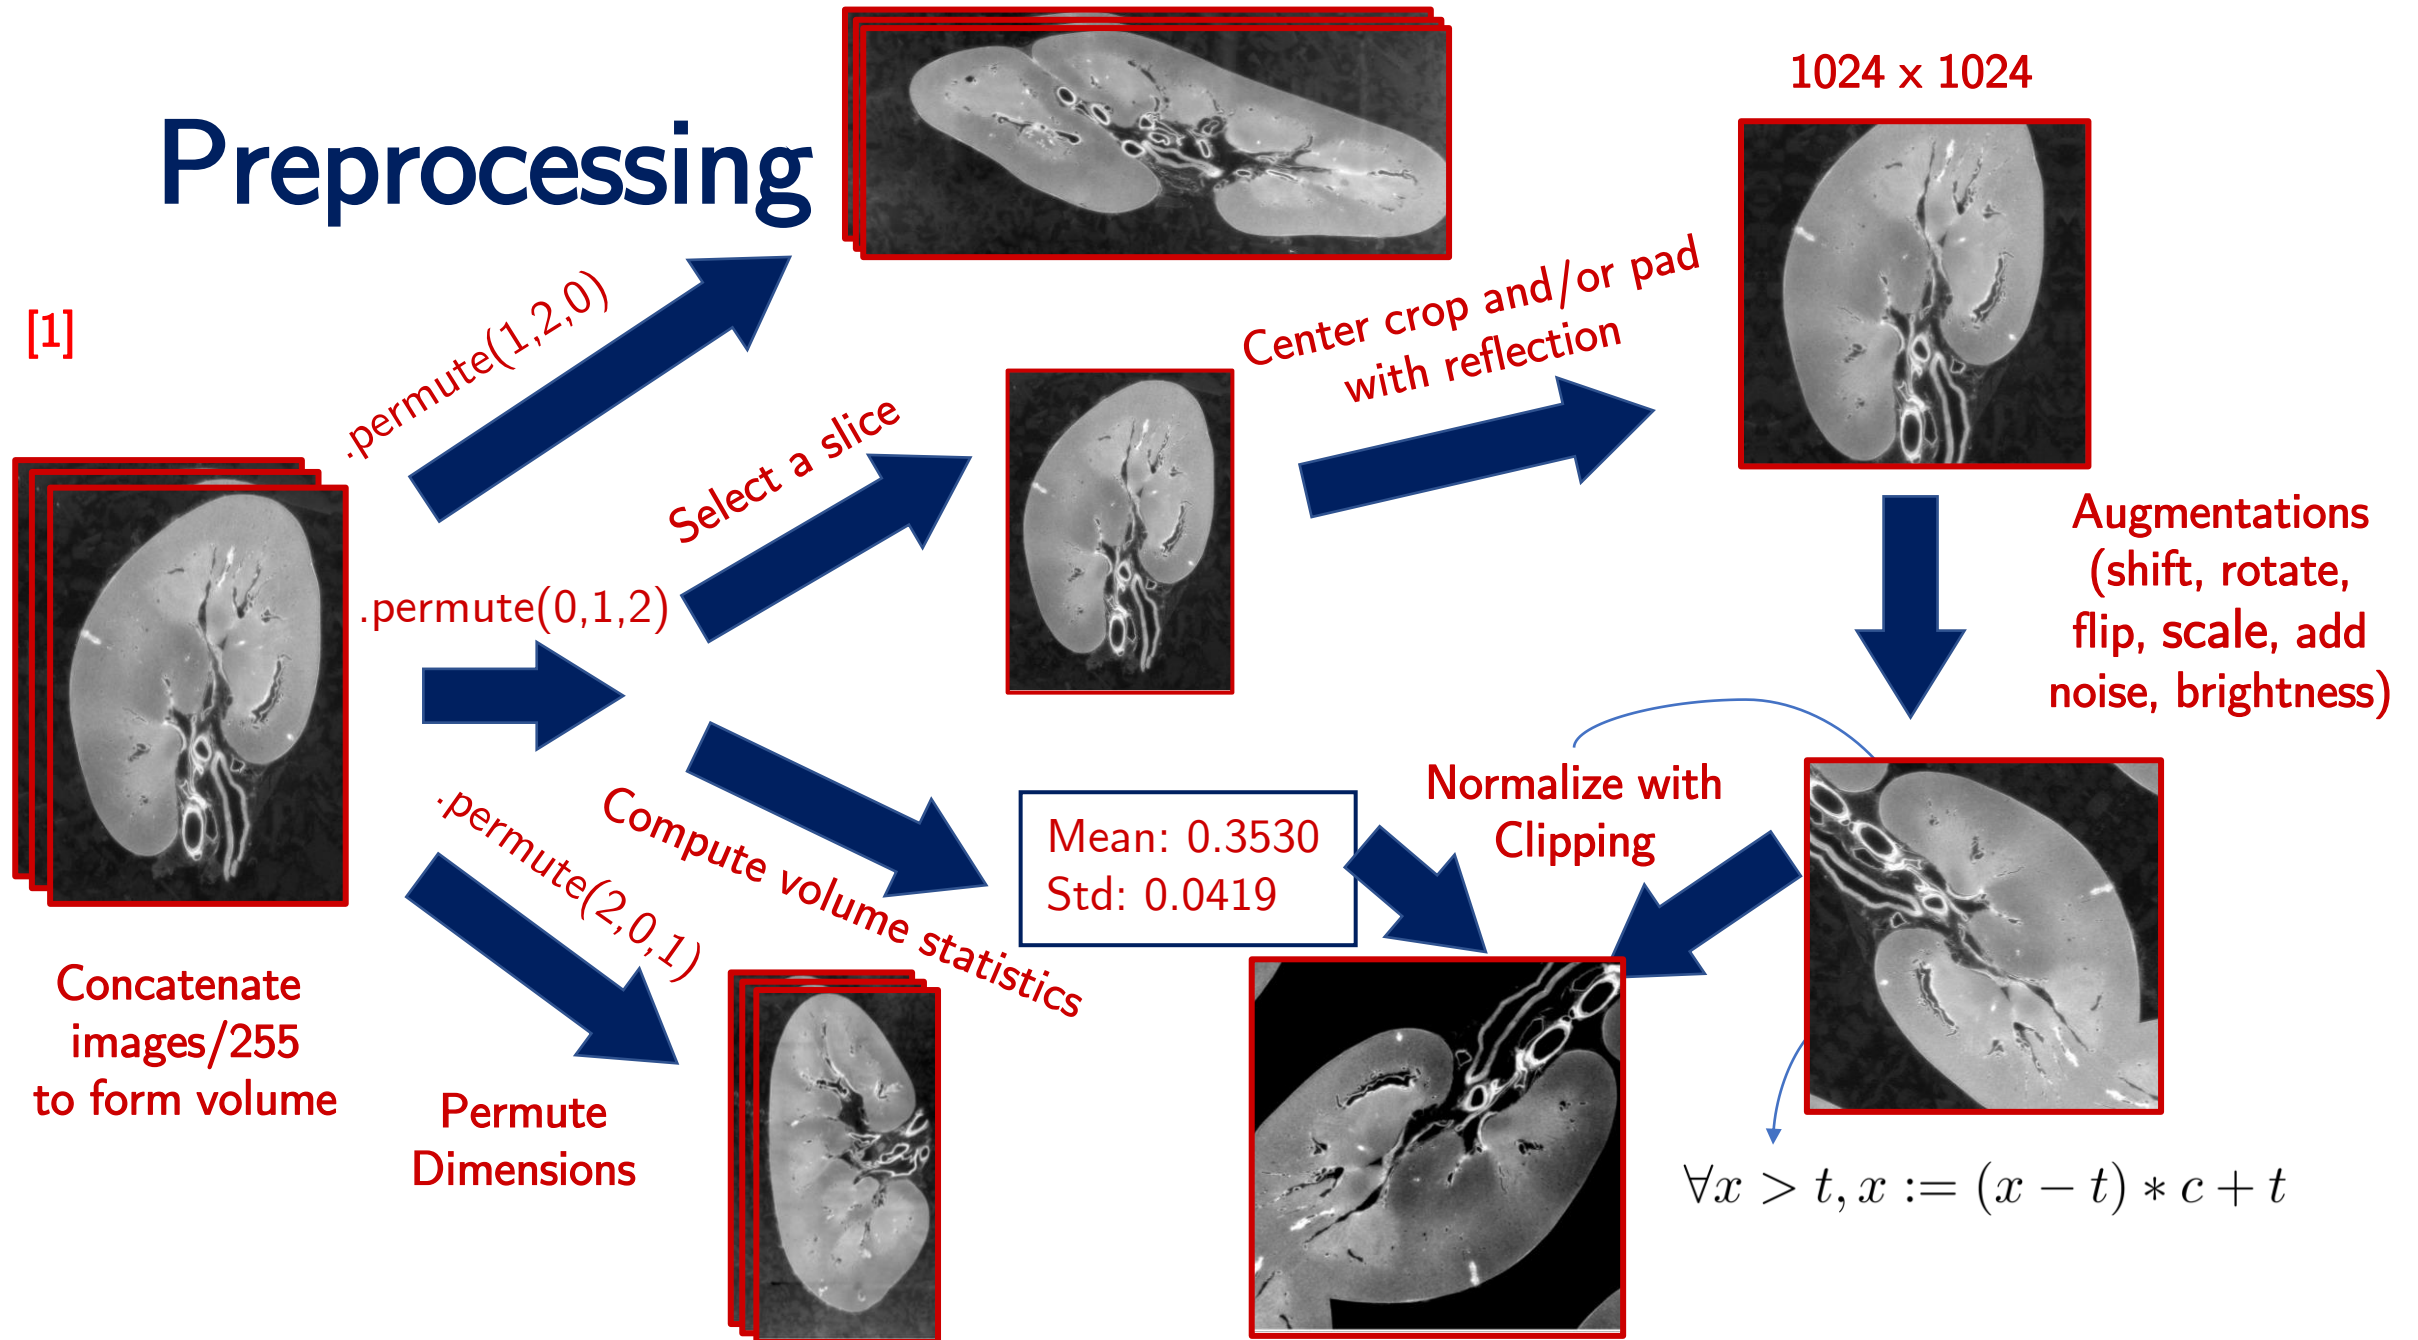 Preprocessing
1024 x 1024
[1]
.permute(1,2,0)
Center crop and/or pad
with reflection
Select a slice
.permute(0,1,2)
Augmentations
(shift, rotate,
flip, scale, add
noise, brightness)
.permute(2,0,1)
Compute volume statistics
Mean: 0.3530
Std: 0.0419
Normalize with
Clipping
Concatenate
images/255
to form volume
Permute
Dimensions
∀x > t, x := (x − t) ∗ c + t